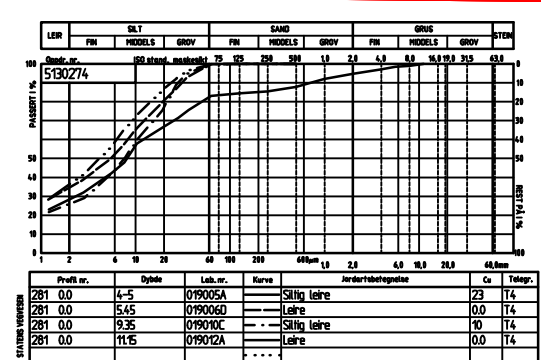 LEIR SILT SAND GRUS STEIN
FIN MIDDELS GROV FIN MIDDELS GROV FIN MIDDELS GROV
Oppdr. nr. ISO stand. maskesikt 75 125 250 500 1,0 2,0 4,0 8,0 16,0 19,0 31,5 63,0
5130274
100 0
90 10
80 20
70 30
60 40
50 50
40
30
20
10
0 100
PASSERT I %
REST PÅ I %
1 2 6 10 20 60 100 200 600µm 1,0 2,0 4,0 6,0 10,0 20,0 60,0mm
Profil nr. Dybde Lab. nr. Kurve Jordartsbetegnelse Cu Telegr.
281 0.0 4-5 019005A Siltig leire 23 T4
281 0.0 5.45 019006D Leire 0.0 T4
281 0.0 9.35 019010C Siltig leire 10 T4
281 0.0 11.15 019012A Leire 0.0 T4
STATENS VEGVESEN